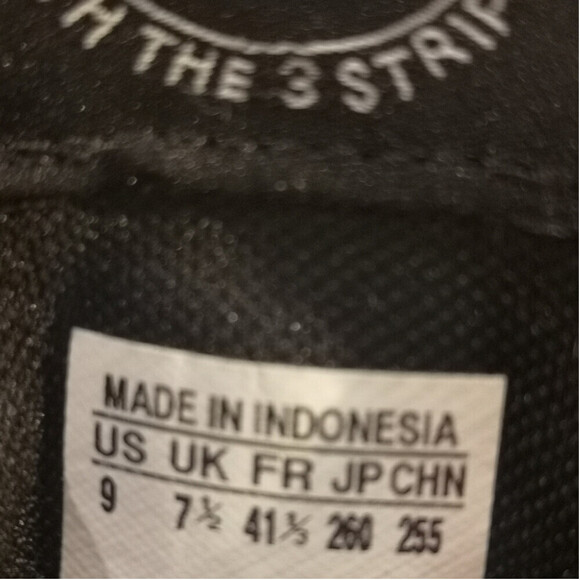 H THE 3 STRIP
MADE IN INDONESIA
US UK FR JP CHN
9 7½ 41⅓ 260 255